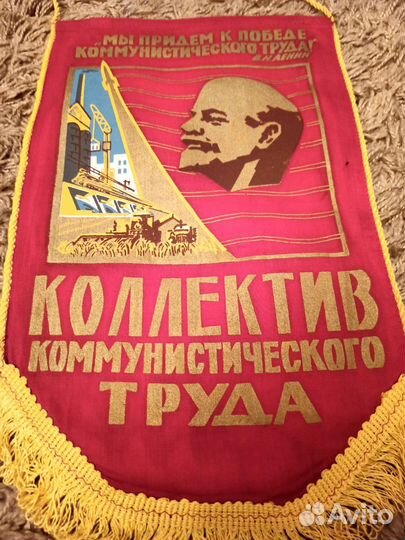 „МЫ ПРИДЕМ К ПОБЕДЕ
КОММУНИСТИЧЕСКОГО ТРУДА!"
В.И.ЛЕНИН
КОЛЛЕКТИВ
КОММУНИСТИЧЕСКОГО
ТРУДА
Avito